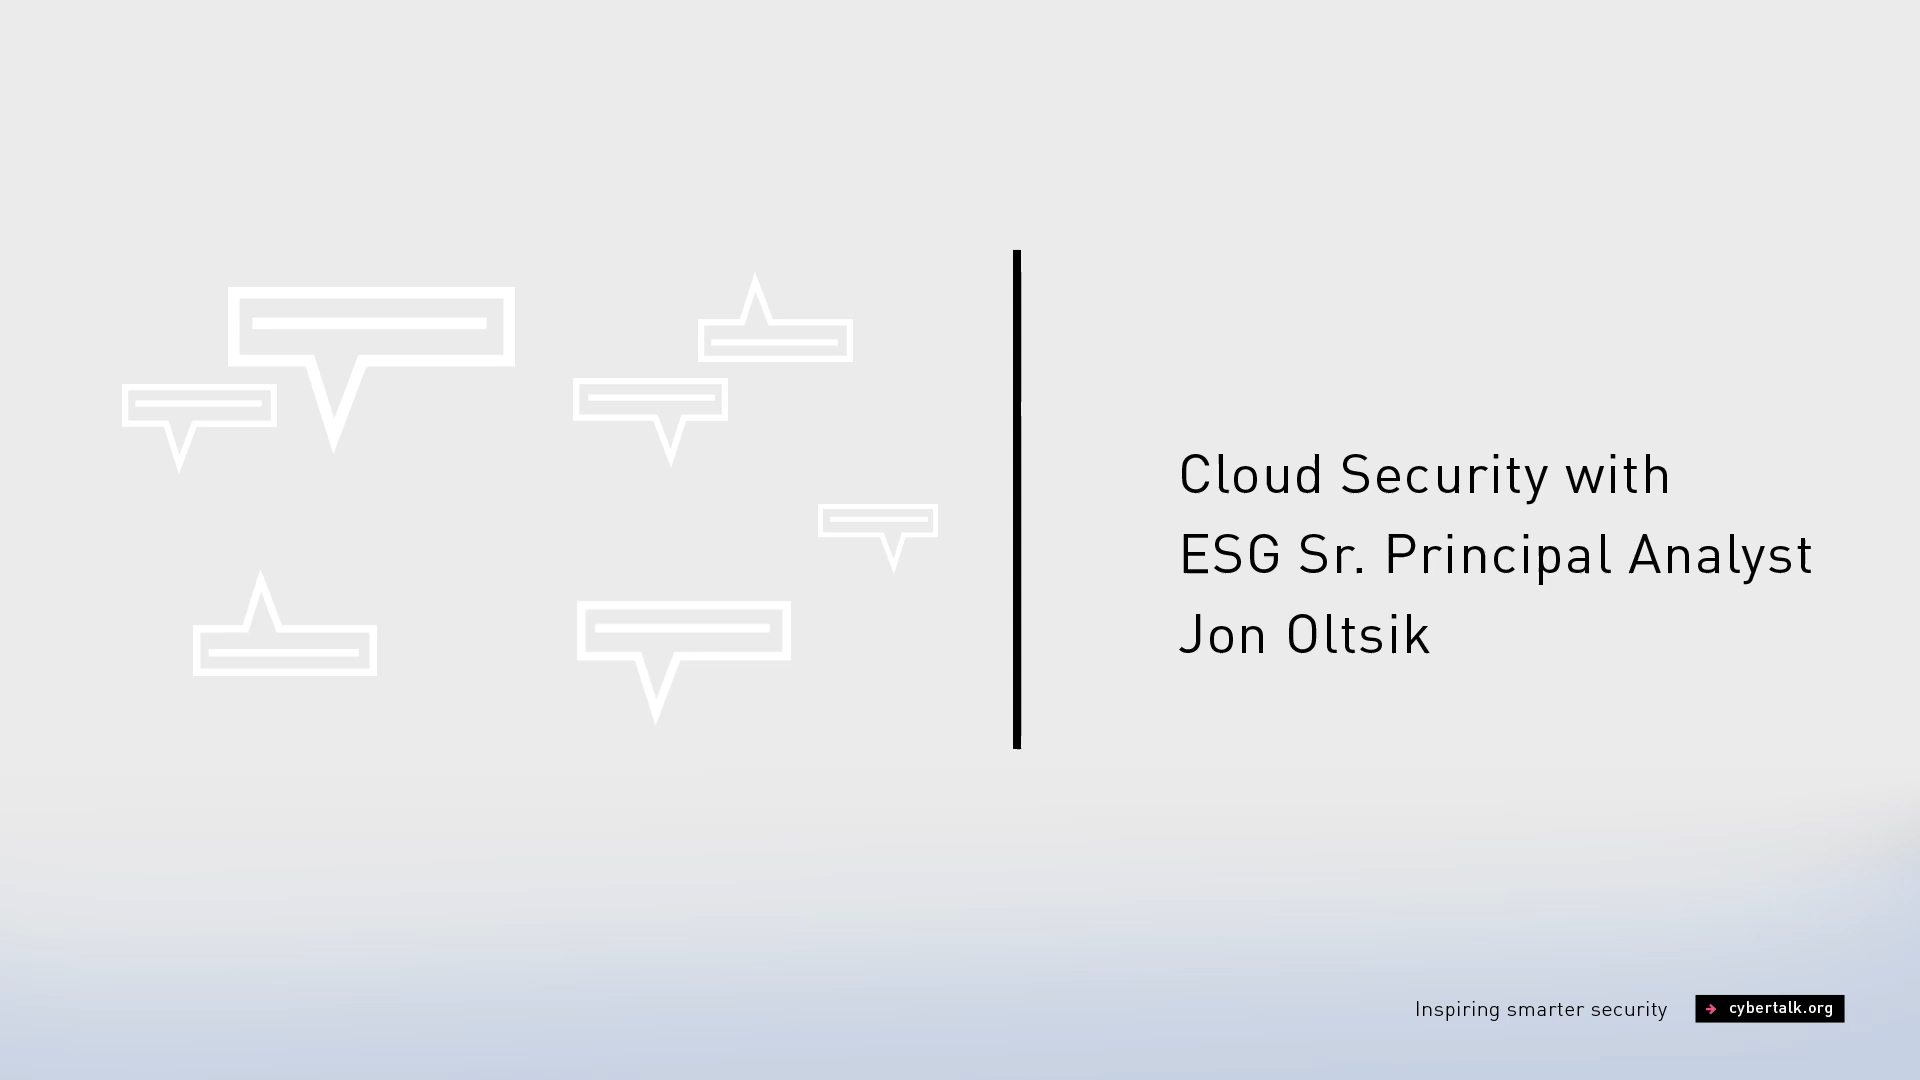 Cloud Security with
ESG Sr. Principal Analyst
Jon Oltsik
Inspiring smarter security
cybertalk.org